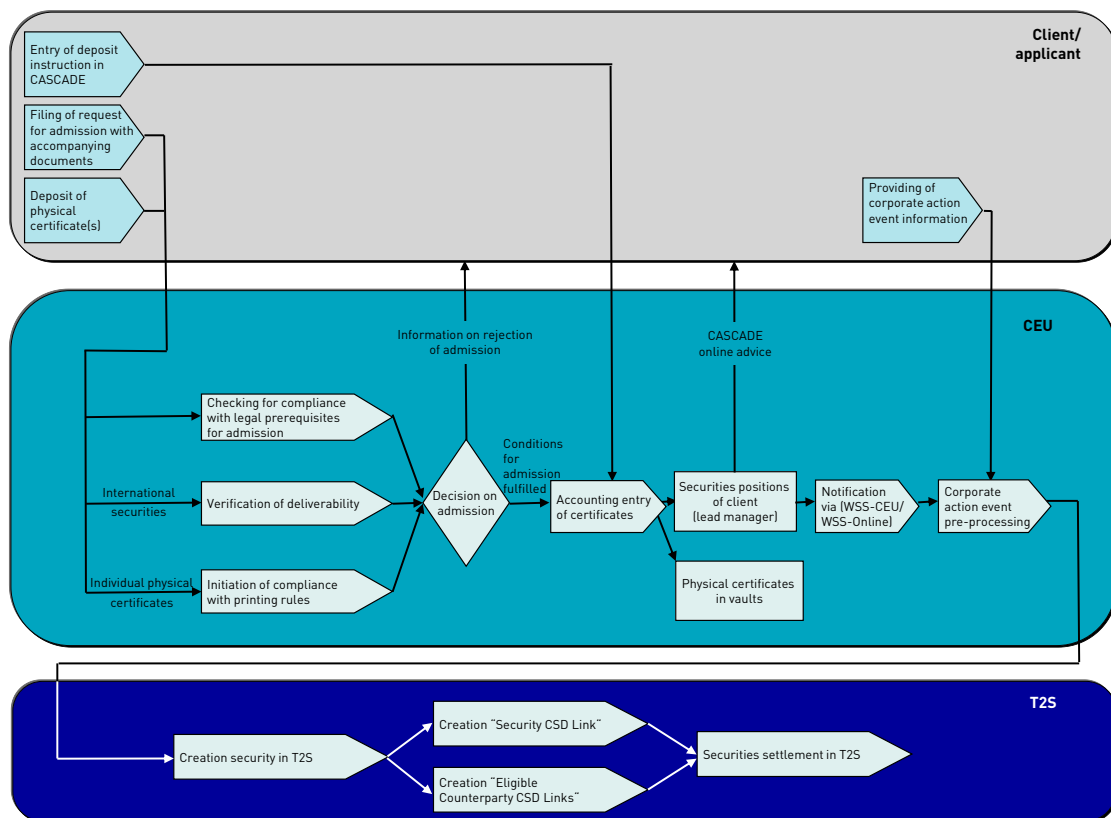 Client/
applicant
Entry of deposit
instruction in
CASCADE
Filing of request
for admission with
accompanying
documents
Deposit of
physical
certificate(s)
Providing of
corporate action
event information
CEU
Information on rejection
of admission
CASCADE
online advice
Checking for compliance
with legal prerequisites
for admission
International
securities
Verification of deliverability
Individual physical
certificates
Initiation of compliance
with printing rules
Decision on
admission
Conditions
for
admission
fulfilled
Accounting entry
of certificates
Securities positions
of client
(lead manager)
Notification
via (WSS-CEU/
WSS-Online)
Corporate
action event
pre-processing
Physical certificates
in vaults
T2S
Creation security in T2S
Creation “Security CSD Link“
Creation “Eligible
Counterparty CSD Links“
Securities settlement in T2S